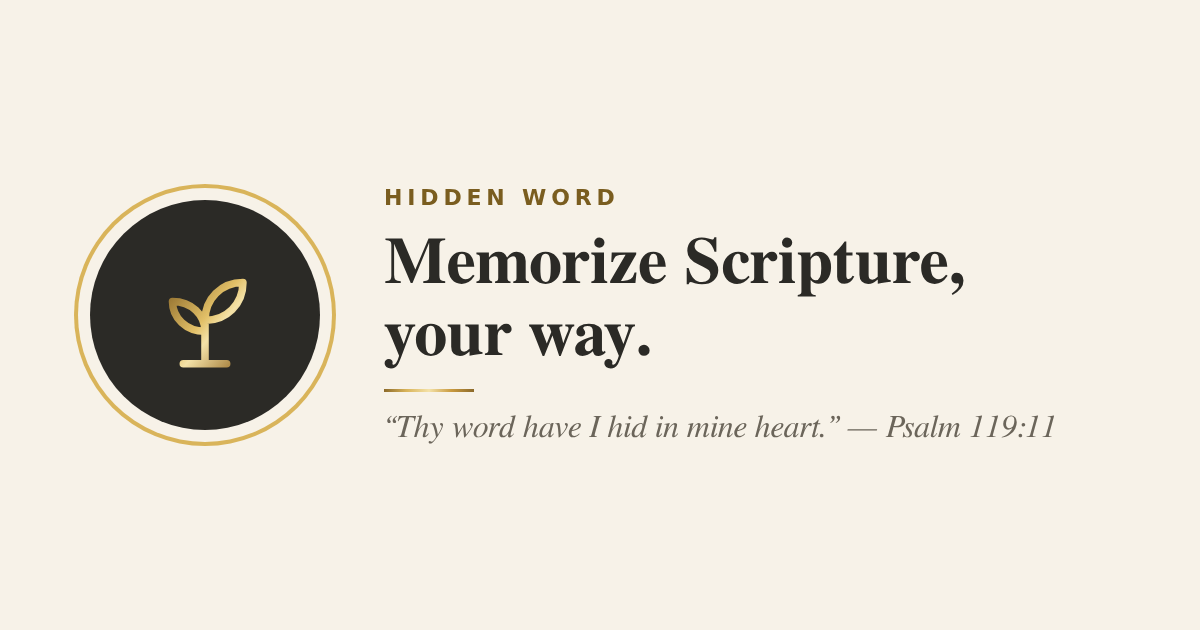 HIDDEN WORD
Memorize Scripture,
your way.
“Thy word have I hid in mine heart.” — Psalm 119:11